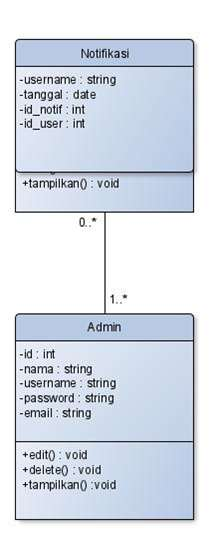 Notifikasi
-username : string
-tanggal : date
-id_notif : int
-id_user : int
+tampilkan() : void
0..*
1..*
Admin
-id : int
-nama : string
-username : string
-password : string
-email : string
+edit() : void
+delete() : void
+tampilkan() :void